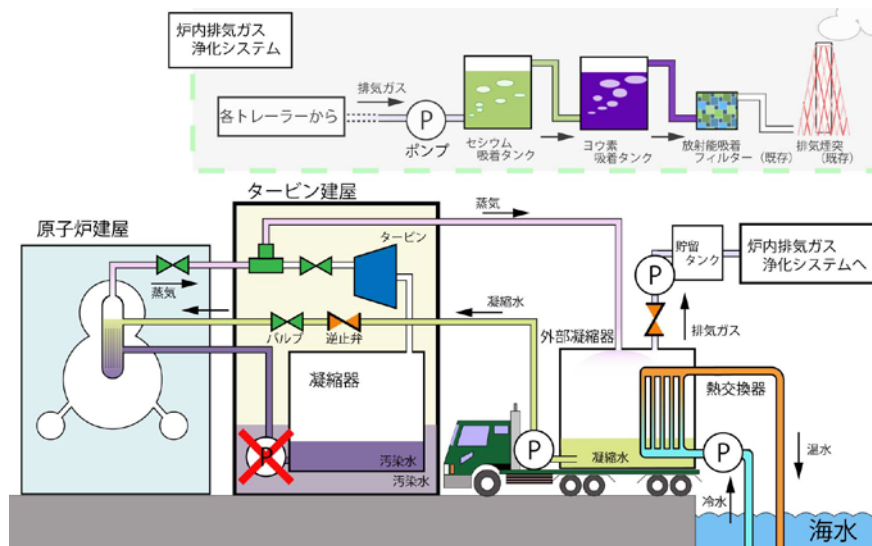 炉内排気ガス
浄化システム
各トレーラーから
排気ガス
P
ポンプ
セシウム
吸着タンク
ヨウ素
吸着タンク
放射能吸着
フィルター(既存)
排気煙突
(既存)
タービン建屋
原子炉建屋
蒸気
タービン
蒸気
バルブ
逆止弁
凝縮水
凝縮器
P
汚染水
汚染水
外部凝縮器
P
貯留
タンク
炉内排気ガス
浄化システムへ
排気ガス
熱交換器
P
凝縮水
P
温水
冷水
海水